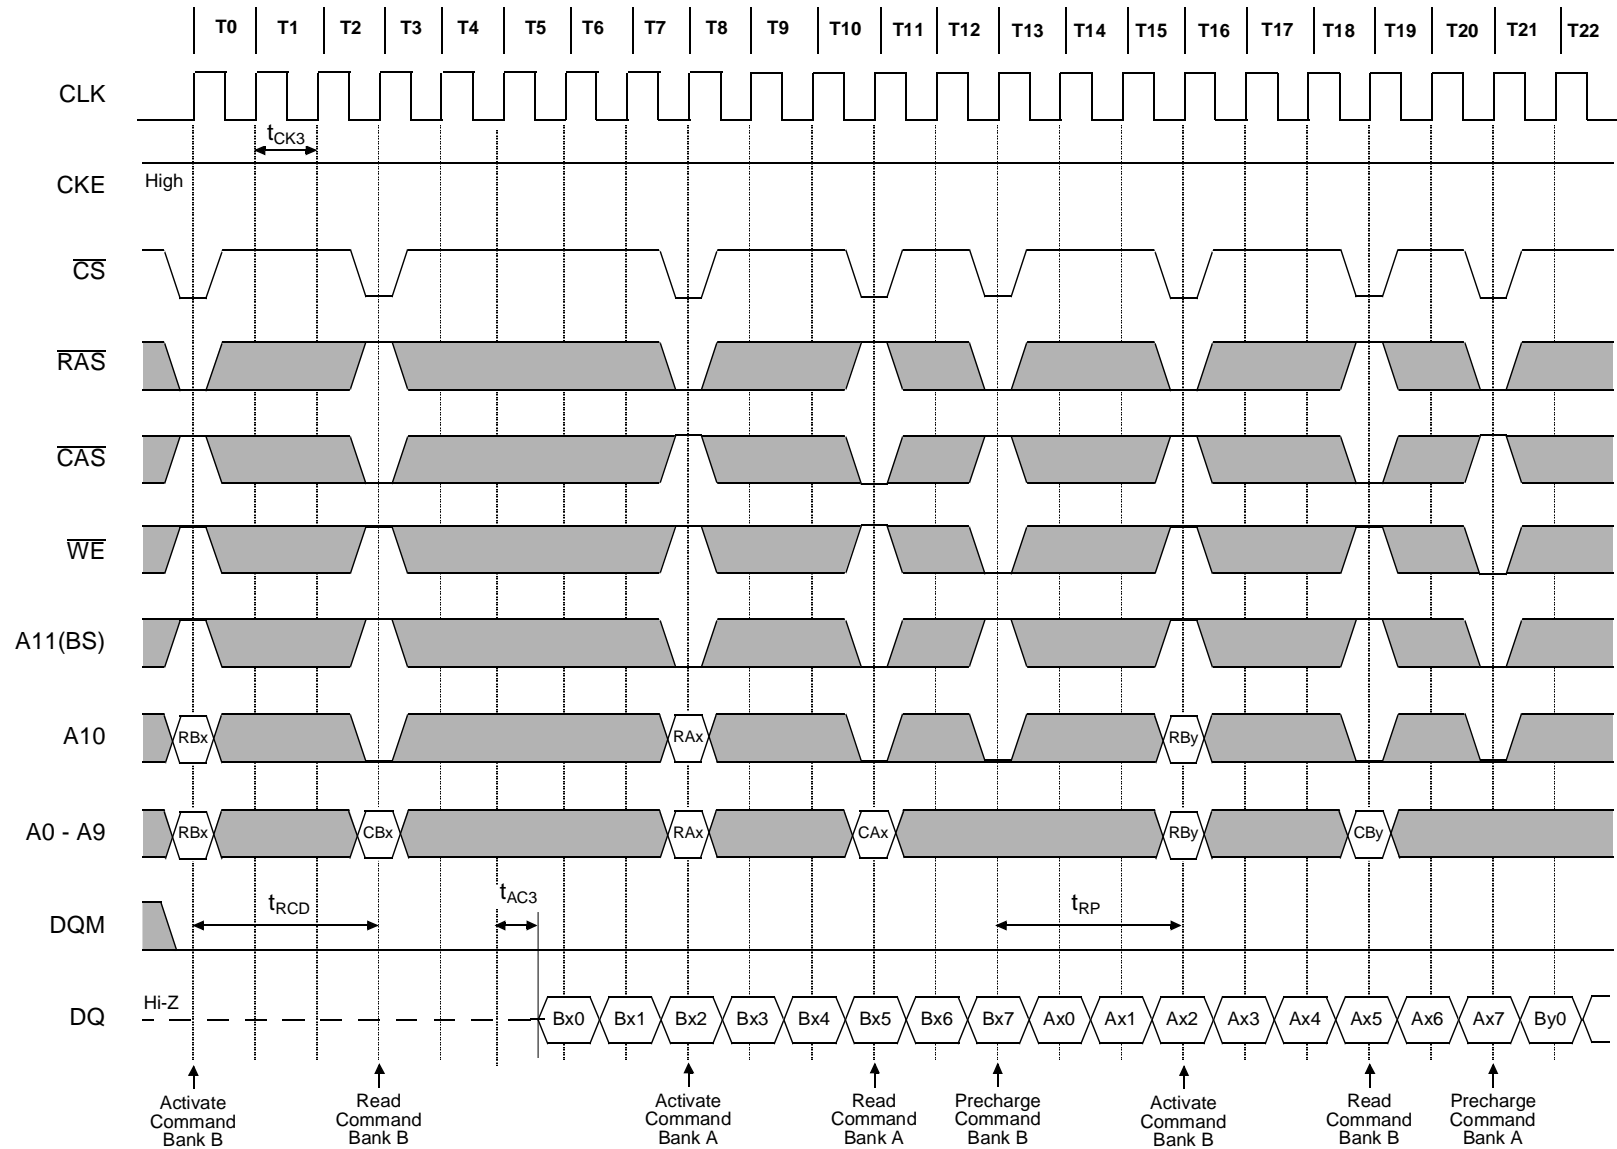 T0 T1 T2 T3 T4 T5 T6 T7 T8 T9 T10 T11 T12 T13 T14 T15 T16 T17 T18 T19 T20 T21 T22
CLK
tCK3
CKE
High
CS
RAS
CAS
WE
A11(BS)
A10
RBx RAx RBy
A0 - A9
RBx CBx RAx CAx RBy CBy
DQM
tRCD tAC3 tRP
DQ
Hi-Z
Bx0 Bx1 Bx2 Bx3 Bx4 Bx5 Bx6 Bx7 Ax0 Ax1 Ax2 Ax3 Ax4 Ax5 Ax6 Ax7 By0
Activate
Command
Bank B
Read
Command
Bank B
Activate
Command
Bank A
Read
Command
Bank A
Precharge
Command
Bank B
Activate
Command
Bank B
Read
Command
Bank B
Precharge
Command
Bank A